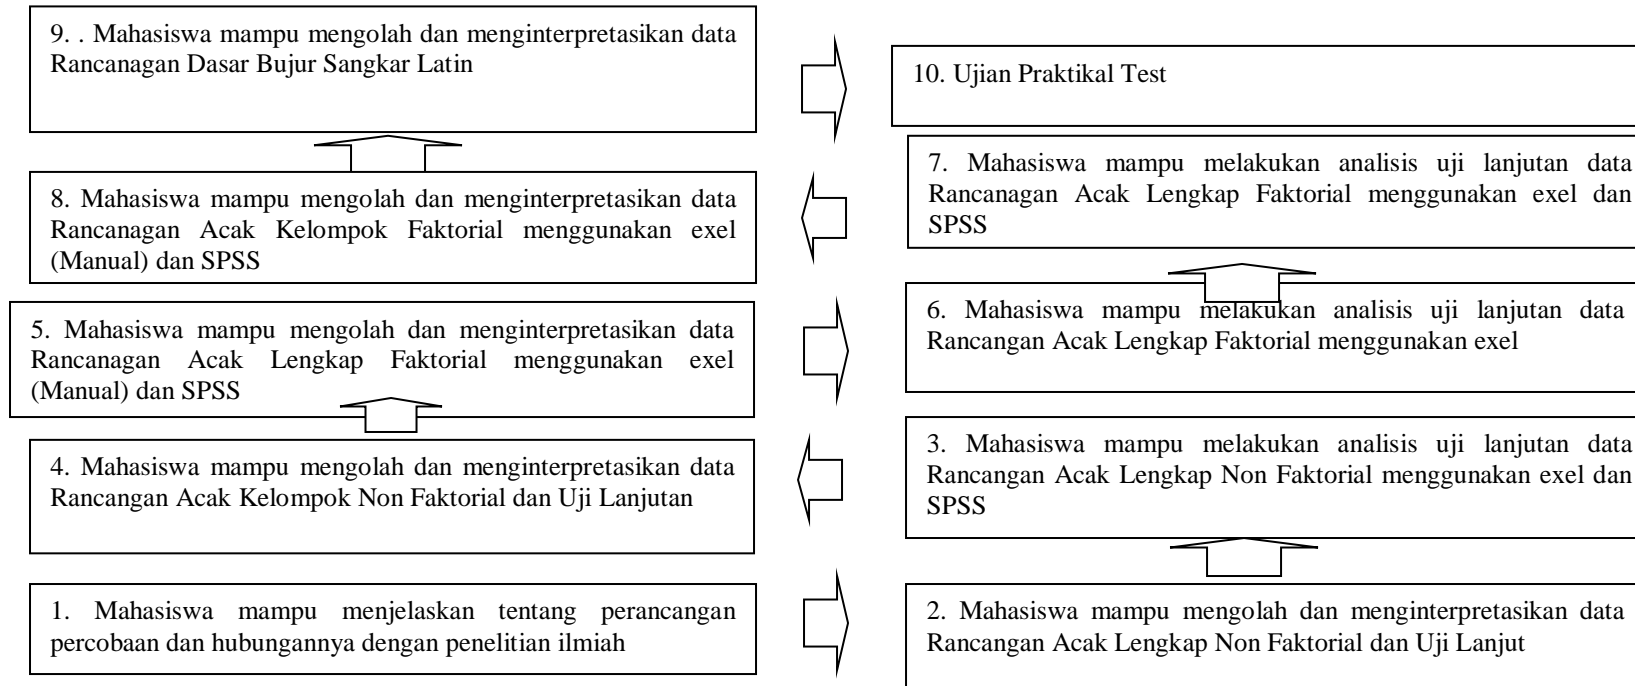 9. . Mahasiswa mampu mengolah dan menginterpretasikan data
Rancanagan Dasar Bujur Sangkar Latin
10. Ujian Praktikal Test
8. Mahasiswa mampu mengolah dan menginterpretasikan data
Rancanagan Acak Kelompok Faktorial menggunakan exel
(Manual) dan SPSS
7. Mahasiswa mampu melakukan analisis uji lanjutan data
Rancanagan Acak Lengkap Faktorial menggunakan exel dan
SPSS
5. Mahasiswa mampu mengolah dan menginterpretasikan data
Rancanagan Acak Lengkap Faktorial menggunakan exel
(Manual) dan SPSS
6. Mahasiswa mampu melakukan analisis uji lanjutan data
Rancangan Acak Lengkap Faktorial menggunakan exel
4. Mahasiswa mampu mengolah dan menginterpretasikan data
Rancangan Acak Kelompok Non Faktorial dan Uji Lanjutan
3. Mahasiswa mampu melakukan analisis uji lanjutan data
Rancangan Acak Lengkap Non Faktorial menggunakan exel dan
SPSS
1. Mahasiswa mampu menjelaskan tentang perancangan
percobaan dan hubungannya dengan penelitian ilmiah
2. Mahasiswa mampu mengolah dan menginterpretasikan data
Rancangan Acak Lengkap Non Faktorial dan Uji Lanjut